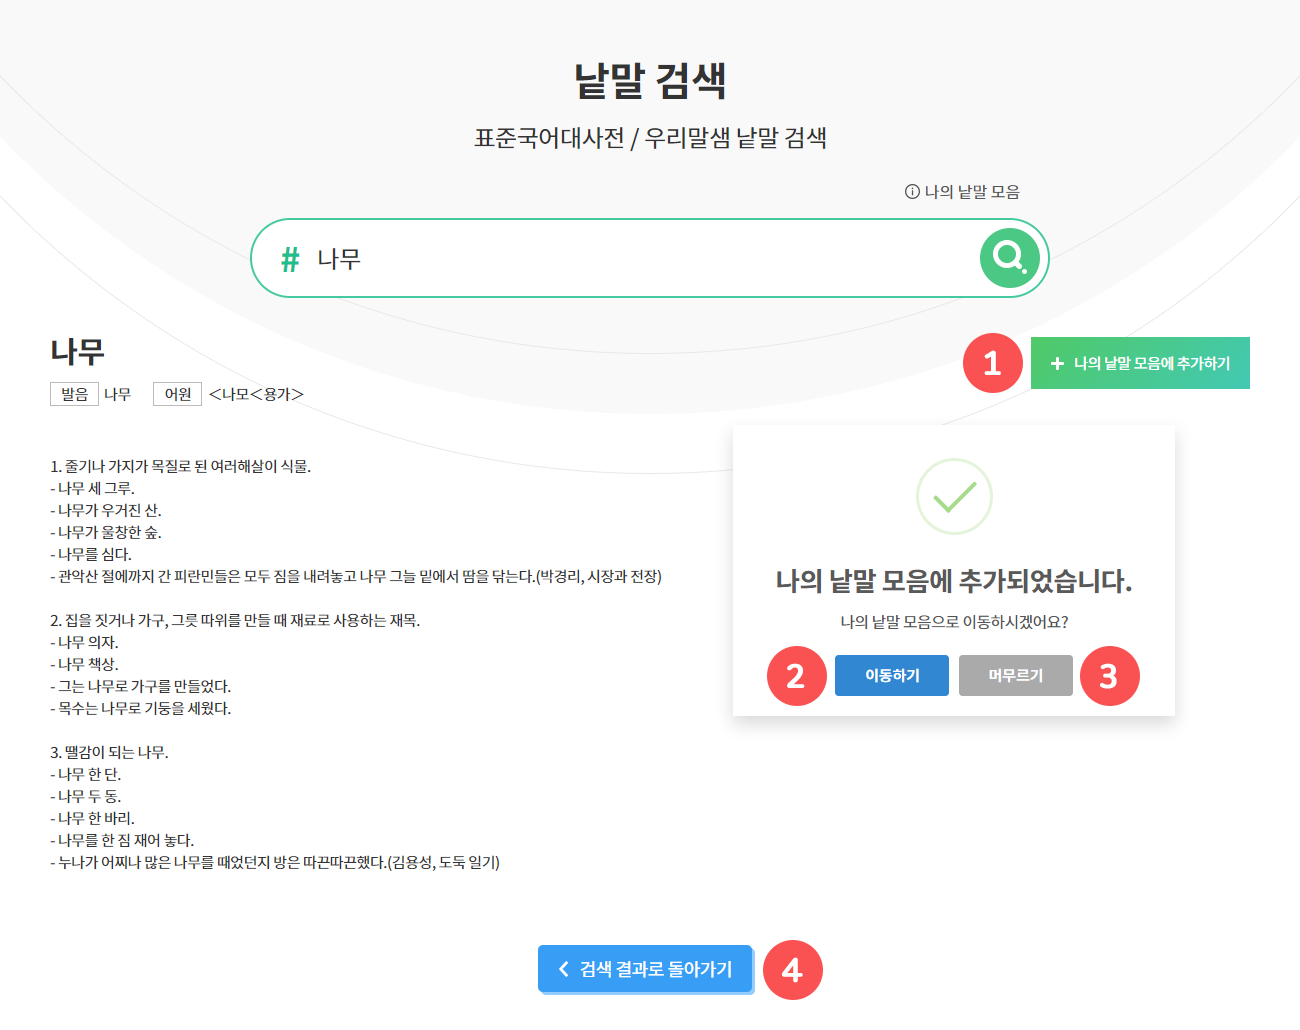 낱말 검색
표준국어대사전 / 우리말샘 낱말 검색
나의 낱말 모음
# 나무
나무
1 + 나의 낱말 모음에 추가하기
발음 나무 어원 <나모<용가>
1. 줄기나 가지가 목질로 된 여러해살이 식물.
- 나무 세 그루.
- 나무가 우거진 산.
- 나무가 울창한 숲.
- 나무를 심다.
- 관악산 절에까지 간 피란민들은 모두 짐을 내려놓고 나무 그늘 밑에서 땀을 닦는다.(박경리, 시장과 전장)
2. 집을 짓거나 가구, 그릇 따위를 만들 때 재료로 사용하는 재목.
- 나무 의자.
- 나무 책상.
- 그는 나무로 가구를 만들었다.
- 목수는 나무로 기둥을 세웠다.
3. 땔감이 되는 나무.
- 나무 한 단.
- 나무 두 동.
- 나무 한 바리.
- 나무를 한 짐 재어 놓다.
- 누나가 어찌나 많은 나무를 때었던지 방은 따끈따끈했다.(김용성, 도둑 일기)
나의 낱말 모음에 추가되었습니다.
나의 낱말 모음으로 이동하시겠어요?
2 이동하기 머무르기 3
검색 결과로 돌아가기 4